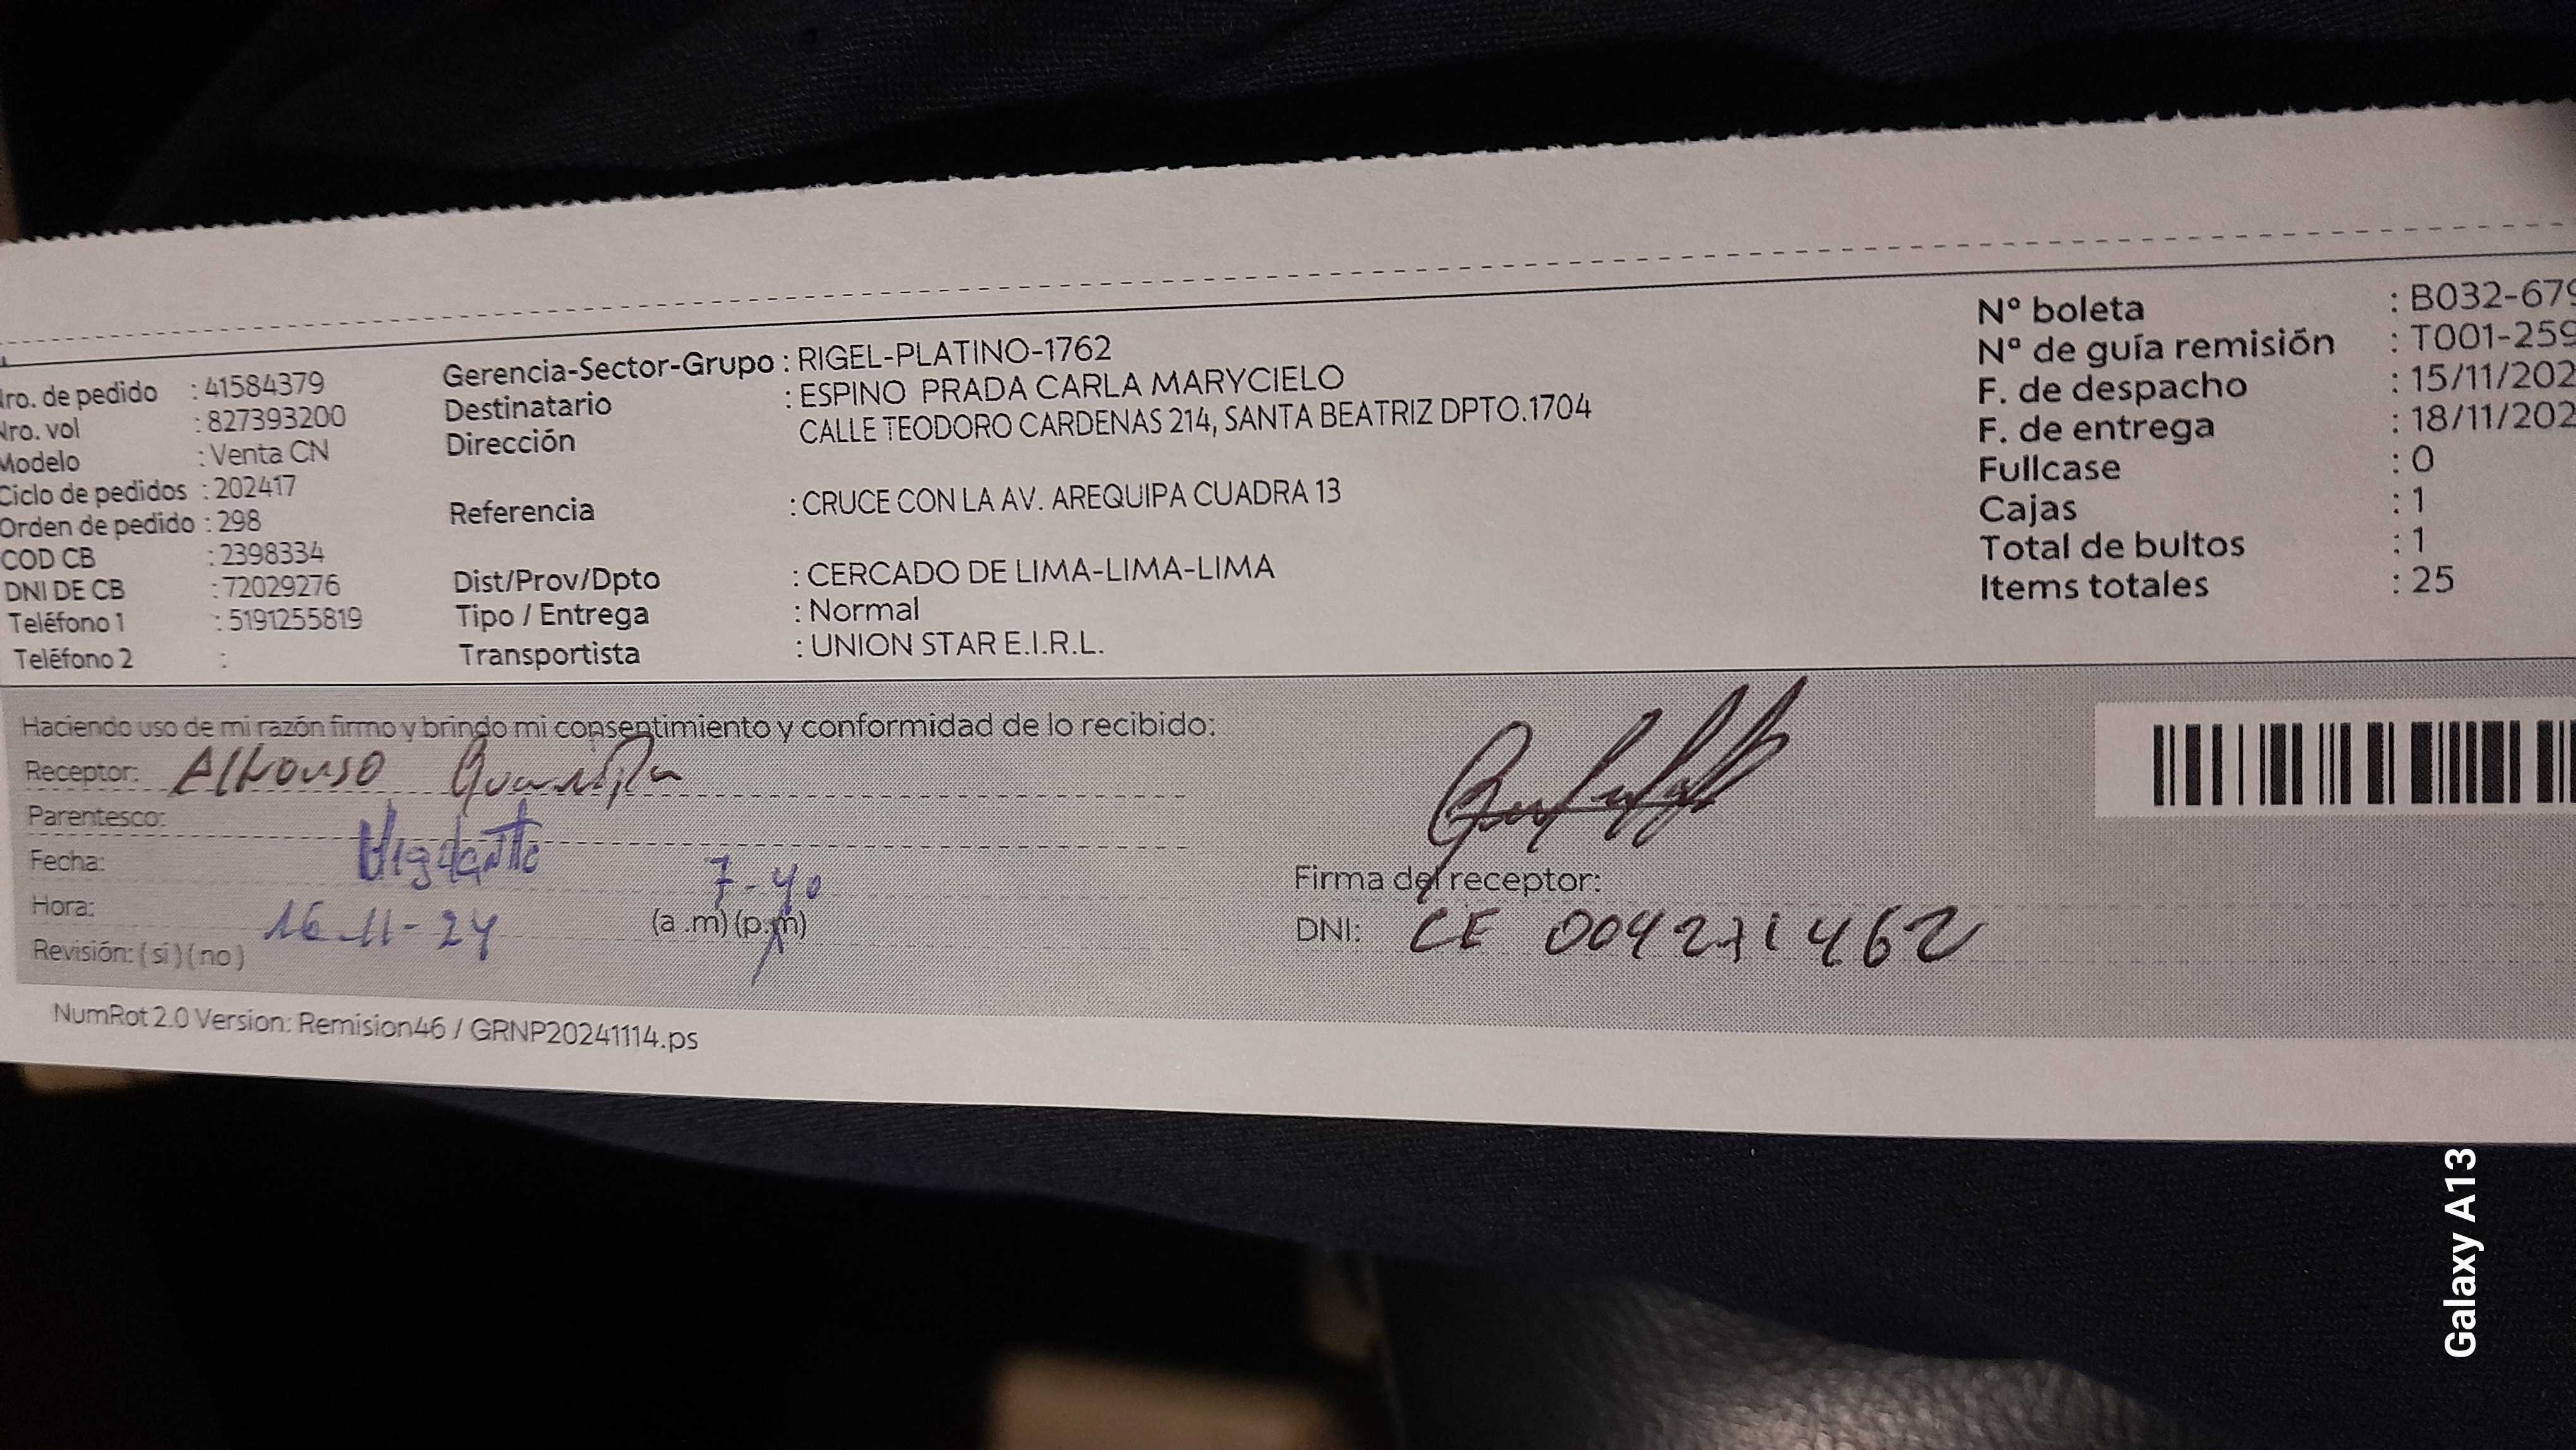 Nro. de pedido : 41584379
Nro. vol : 827393200
Modelo : Venta CN
Ciclo de pedidos : 202417
Orden de pedido : 298
COD CB : 2398334
DNI DE CB : 72029276
Teléfono 1 : 5191255819
Teléfono 2 :
Gerencia-Sector-Grupo : RIGEL-PLATINO-1762
Destinatario : ESPINO PRADA CARLA MARYCIELO
Dirección CALLE TEODORO CARDENAS 214, SANTA BEATRIZ DPTO.1704
Referencia : CRUCE CON LA AV. AREQUIPA CUADRA 13
Dist/Prov/Dpto : CERCADO DE LIMA-LIMA-LIMA
Tipo / Entrega : Normal
Transportista : UNION STAR E.I.R.L.
Nº boleta : B032-679
Nº de guía remisión : T001-259
F. de despacho : 15/11/202
F. de entrega : 18/11/202
Fullcase : 0
Cajas : 1
Total de bultos : 1
Items totales : 25
Haciendo uso de mi razón firmo y brindo mi consentimiento y conformidad de lo recibido:
Receptor: Alfonso
Parentesco:
Vigilante
Fecha:
7-40
Hora: (a.m) (p.m)
16-11-24
Revisión: (si) (no)
Firma del receptor:
DNI: CE 004271462
NumRot 2.0 Version: Remision46 / GRNP20241114.ps
Galaxy A13